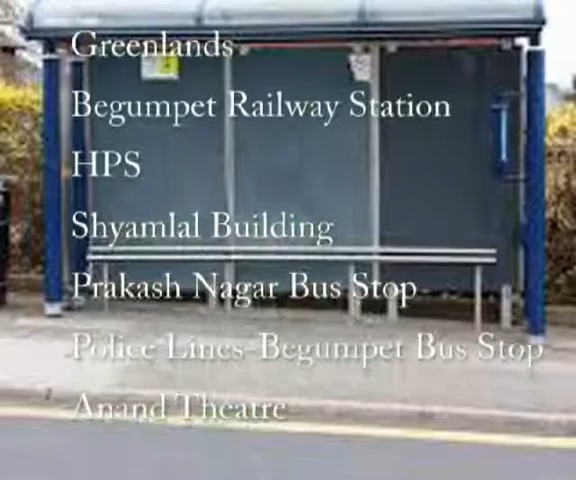 Greenlands
Begumpet Railway Station
HPS
Shyamlal Building
Prakash Nagar Bus Stop
Police Lines-Begumpet Bus Stop
Anand Theatre